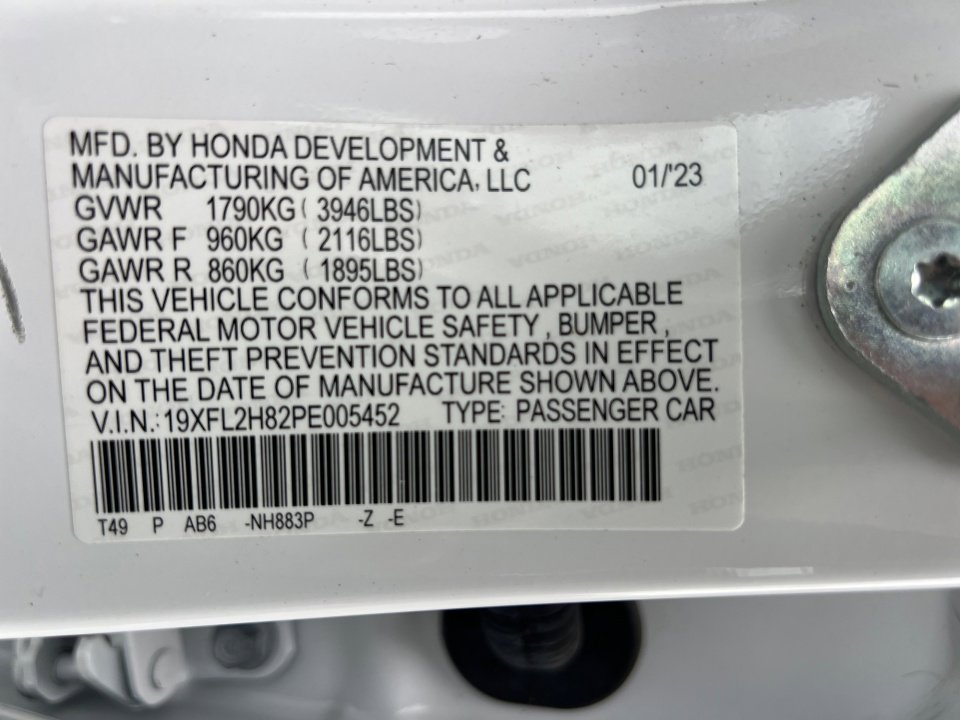 MFD. BY HONDA DEVELOPMENT &
MANUFACTURING OF AMERICA, LLC 01/'23
GVWR 1790KG ( 3946LBS)
GAWR F 960KG ( 2116LBS)
GAWR R 860KG ( 1895LBS)
THIS VEHICLE CONFORMS TO ALL APPLICABLE
FEDERAL MOTOR VEHICLE SAFETY , BUMPER ,
AND THEFT PREVENTION STANDARDS IN EFFECT
ON THE DATE OF MANUFACTURE SHOWN ABOVE.
V.I.N.: 19XFL2H82PE005452 TYPE: PASSENGER CAR
T49 P AB6 -NH883P -Z -E